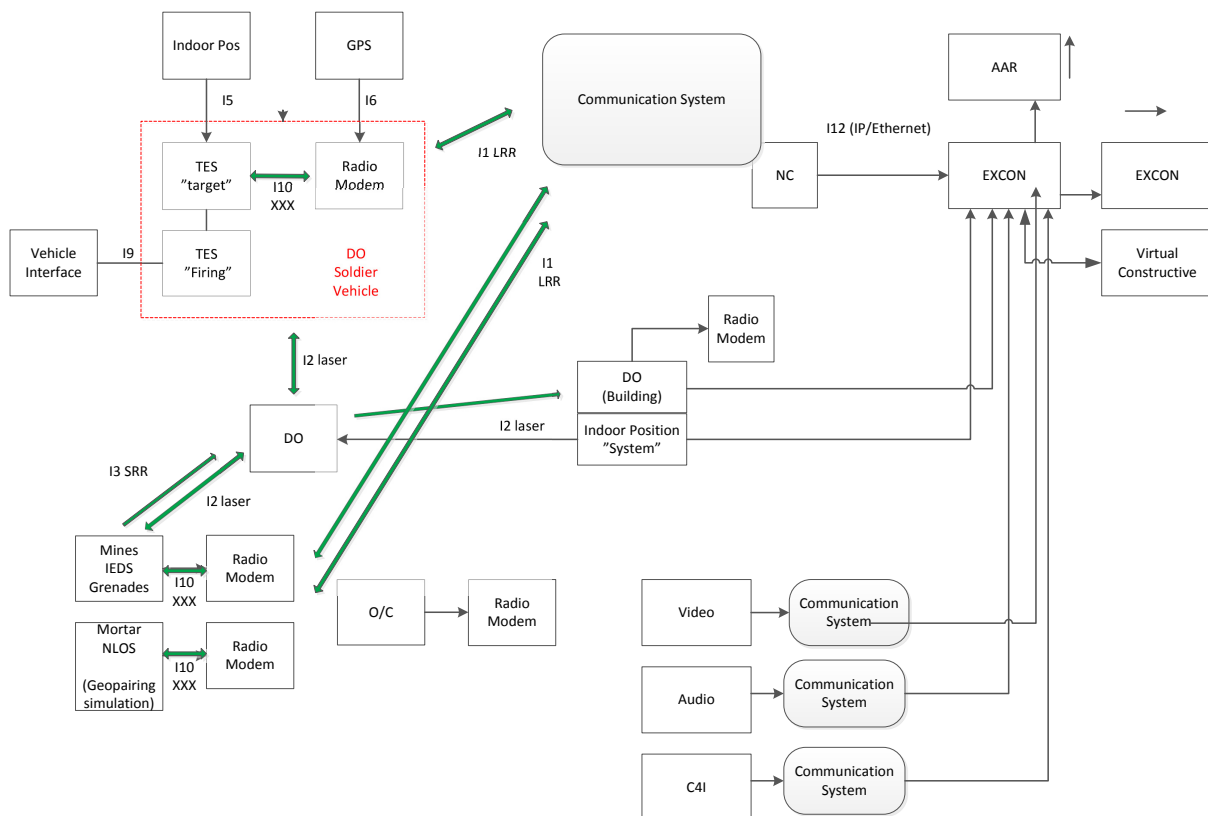 Indoor Pos
GPS
Communication System
AAR
I5
I6
I12 (IP/Ethernet)
I1 LRR
TES
”target”
I10
XXX
Radio
Modem
NC
EXCON
EXCON
Vehicle
Interface
I9
TES
”Firing”
DO
Soldier
Vehicle
I1
LRR
Virtual
Constructive
Radio
Modem
I2 laser
DO
(Building)
DO
I2 laser
Indoor Position
”System”
I3 SRR
I2 laser
Mines
IEDS
Grenades
I10
XXX
Radio
Modem
O/C
Radio
Modem
Video
Communication
System
Mortar
NLOS
(Geopairing
simulation)
I10
XXX
Radio
Modem
Audio
Communication
System
C4I
Communication
System